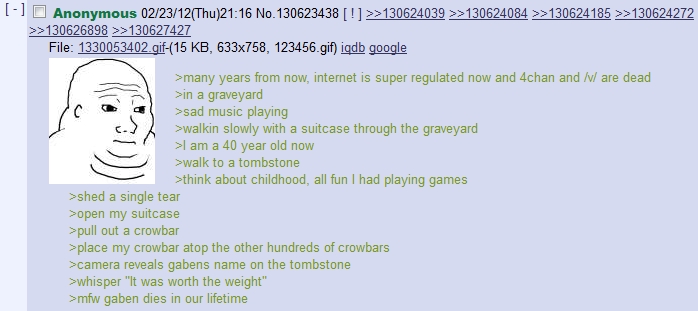 [-] Anonymous 02/23/12(Thu)21:16 No.130623438 [ ! ] >>130624039 >>130624084 >>130624185 >>130624272
>>130626898 >>130627427
File: 1330053402.gif-(15 KB, 633x758, 123456.gif) iqdb google
>many years from now, internet is super regulated now and 4chan and /v/ are dead
>in a graveyard
>sad music playing
>walkin slowly with a suitcase through the graveyard
>I am a 40 year old now
>walk to a tombstone
>think about childhood, all fun I had playing games
>shed a single tear
>open my suitcase
>pull out a crowbar
>place my crowbar atop the other hundreds of crowbars
>camera reveals gabens name on the tombstone
>whisper "It was worth the weight"
>mfw gaben dies in our lifetime